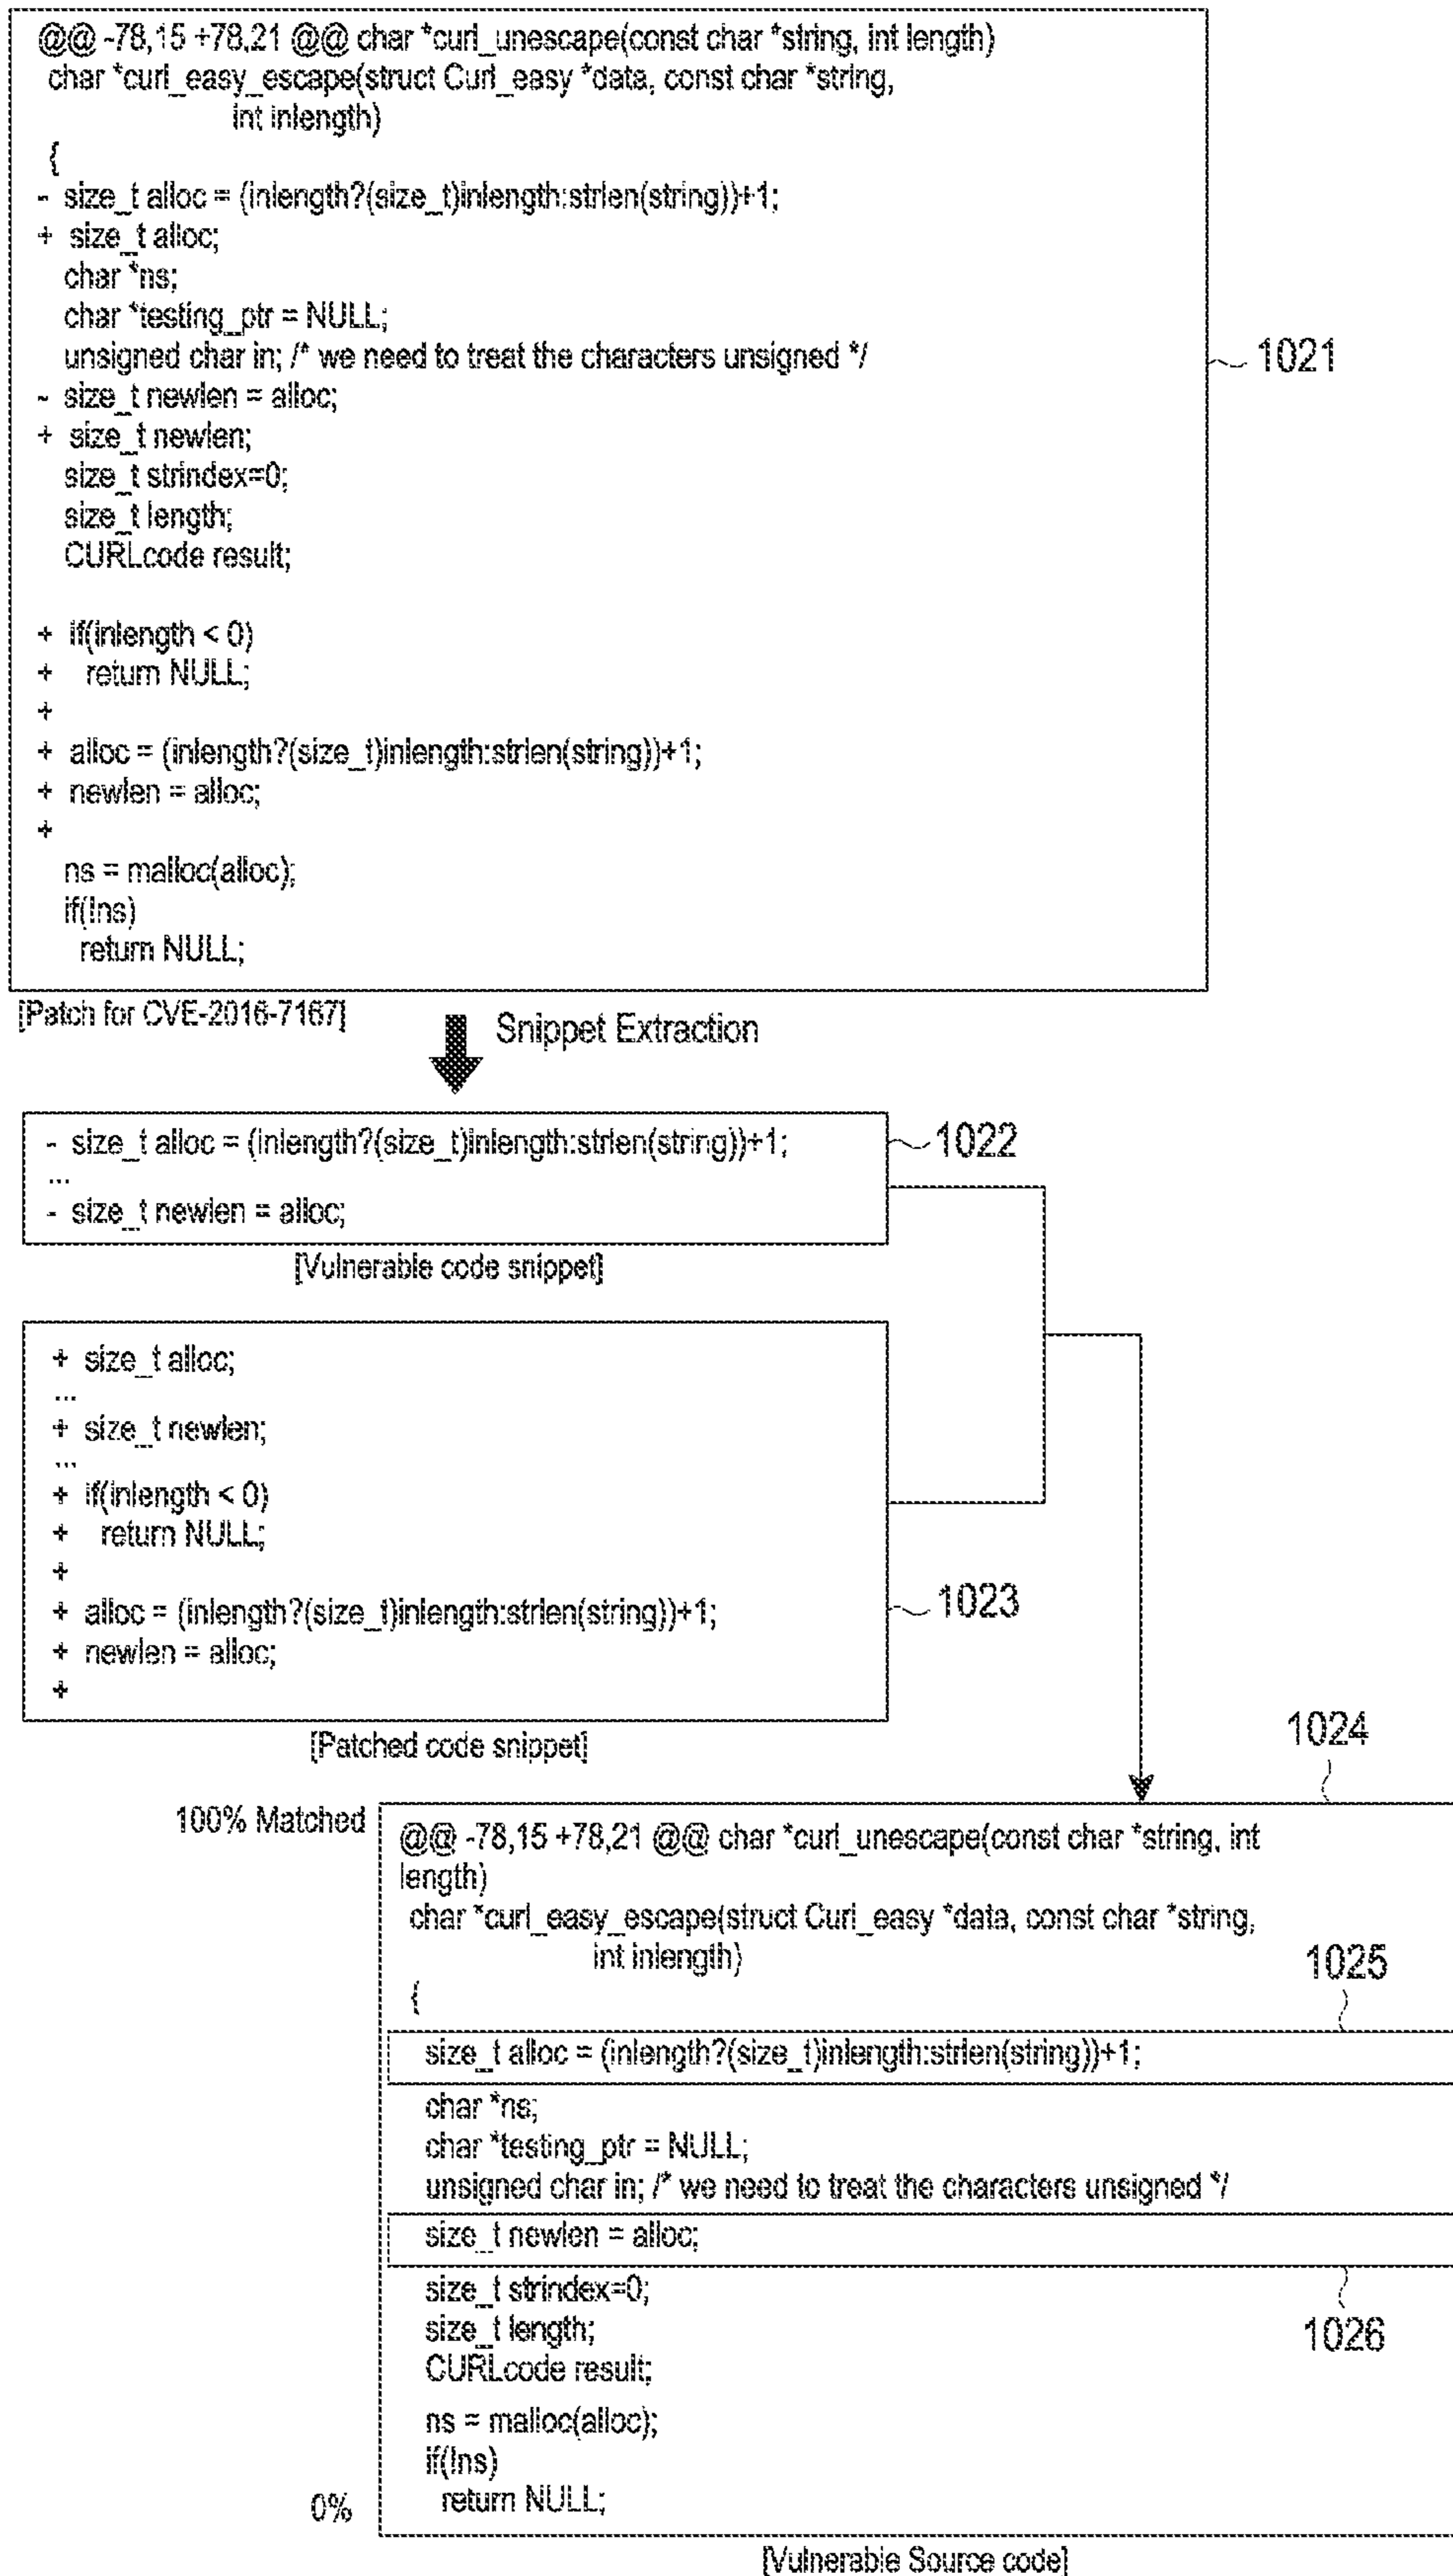 @@ -78,15 +78,21 @@ char *curl_unescape(const char *string, int length)
char *curl_easy_escape(struct Curl_easy *data, const char *string,
int inlength)
{
- size_t alloc = (inlength?(size_t)inlength:strlen(string))+1;
+ size_t alloc;
char *ns;
char *testing_ptr = NULL;
unsigned char in; /* we need to treat the characters unsigned */
- size_t newlen = alloc;
+ size_t newlen;
size_t strindex=0;
size_t length;
CURLcode result;
+ if(inlength < 0)
+ return NULL;
+
+ alloc = (inlength?(size_t)inlength:strlen(string))+1;
+ newlen = alloc;
+
ns = malloc(alloc);
if(!ns)
return NULL;
1021
[Patch for CVE-2016-7167]
Snippet Extraction
- size_t alloc = (inlength?(size_t)inlength:strlen(string))+1;
...
- size_t newlen = alloc;
1022
[Vulnerable code snippet]
+ size_t alloc;
...
+ size_t newlen;
...
+ if(inlength < 0)
+ return NULL;
+
+ alloc = (inlength?(size_t)inlength:strlen(string))+1;
+ newlen = alloc;
+
1023
[Patched code snippet]
1024
100% Matched
@@ -78,15 +78,21 @@ char *curl_unescape(const char *string, int
length)
char *curl_easy_escape(struct Curl_easy *data, const char *string,
int inlength)
{
1025
size_t alloc = (inlength?(size_t)inlength:strlen(string))+1;
char *ns;
char *testing_ptr = NULL;
unsigned char in; /* we need to treat the characters unsigned */
size_t newlen = alloc;
size_t strindex=0;
size_t length;
1026
CURLcode result;
ns = malloc(alloc);
if(!ns)
return NULL;
0%
[Vulnerable Source code]